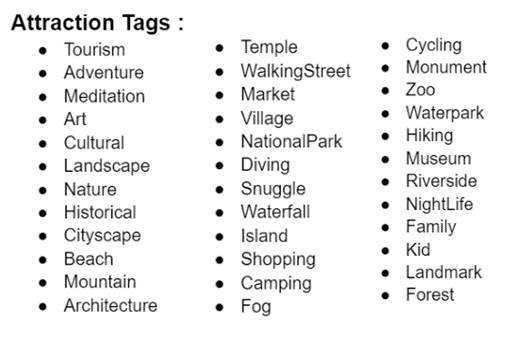 Attraction Tags :
• Tourism
• Adventure
• Meditation
• Art
• Cultural
• Landscape
• Nature
• Historical
• Cityscape
• Beach
• Mountain
• Architecture
• Temple
• WalkingStreet
• Market
• Village
• NationalPark
• Diving
• Snuggle
• Waterfall
• Island
• Shopping
• Camping
• Fog
• Cycling
• Monument
• Zoo
• Waterpark
• Hiking
• Museum
• Riverside
• NightLife
• Family
• Kid
• Landmark
• Forest